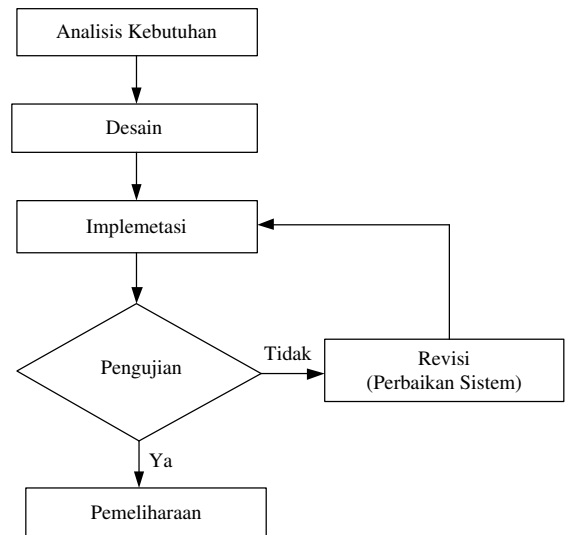 Analisis Kebutuhan
Desain
Implemetasi
Pengujian
Tidak
Revisi
(Perbaikan Sistem)
Ya
Pemeliharaan